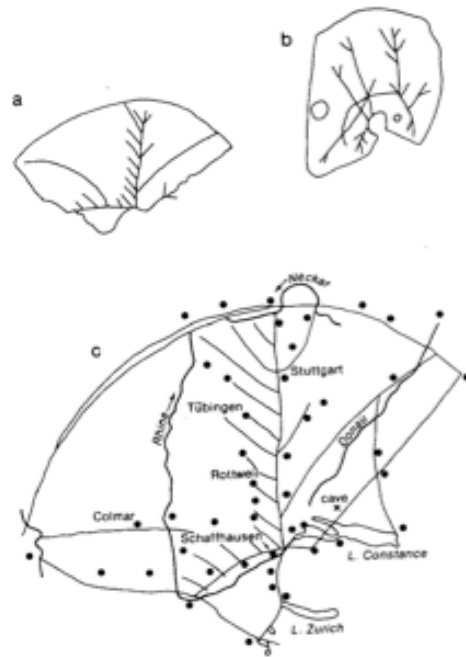 b
a
Neckar
c
Stuttgart
Rhine
Tübingen
Donau
Rottweil
cave
Colmar
Schaffhausen
L. Constance
L. Zurich